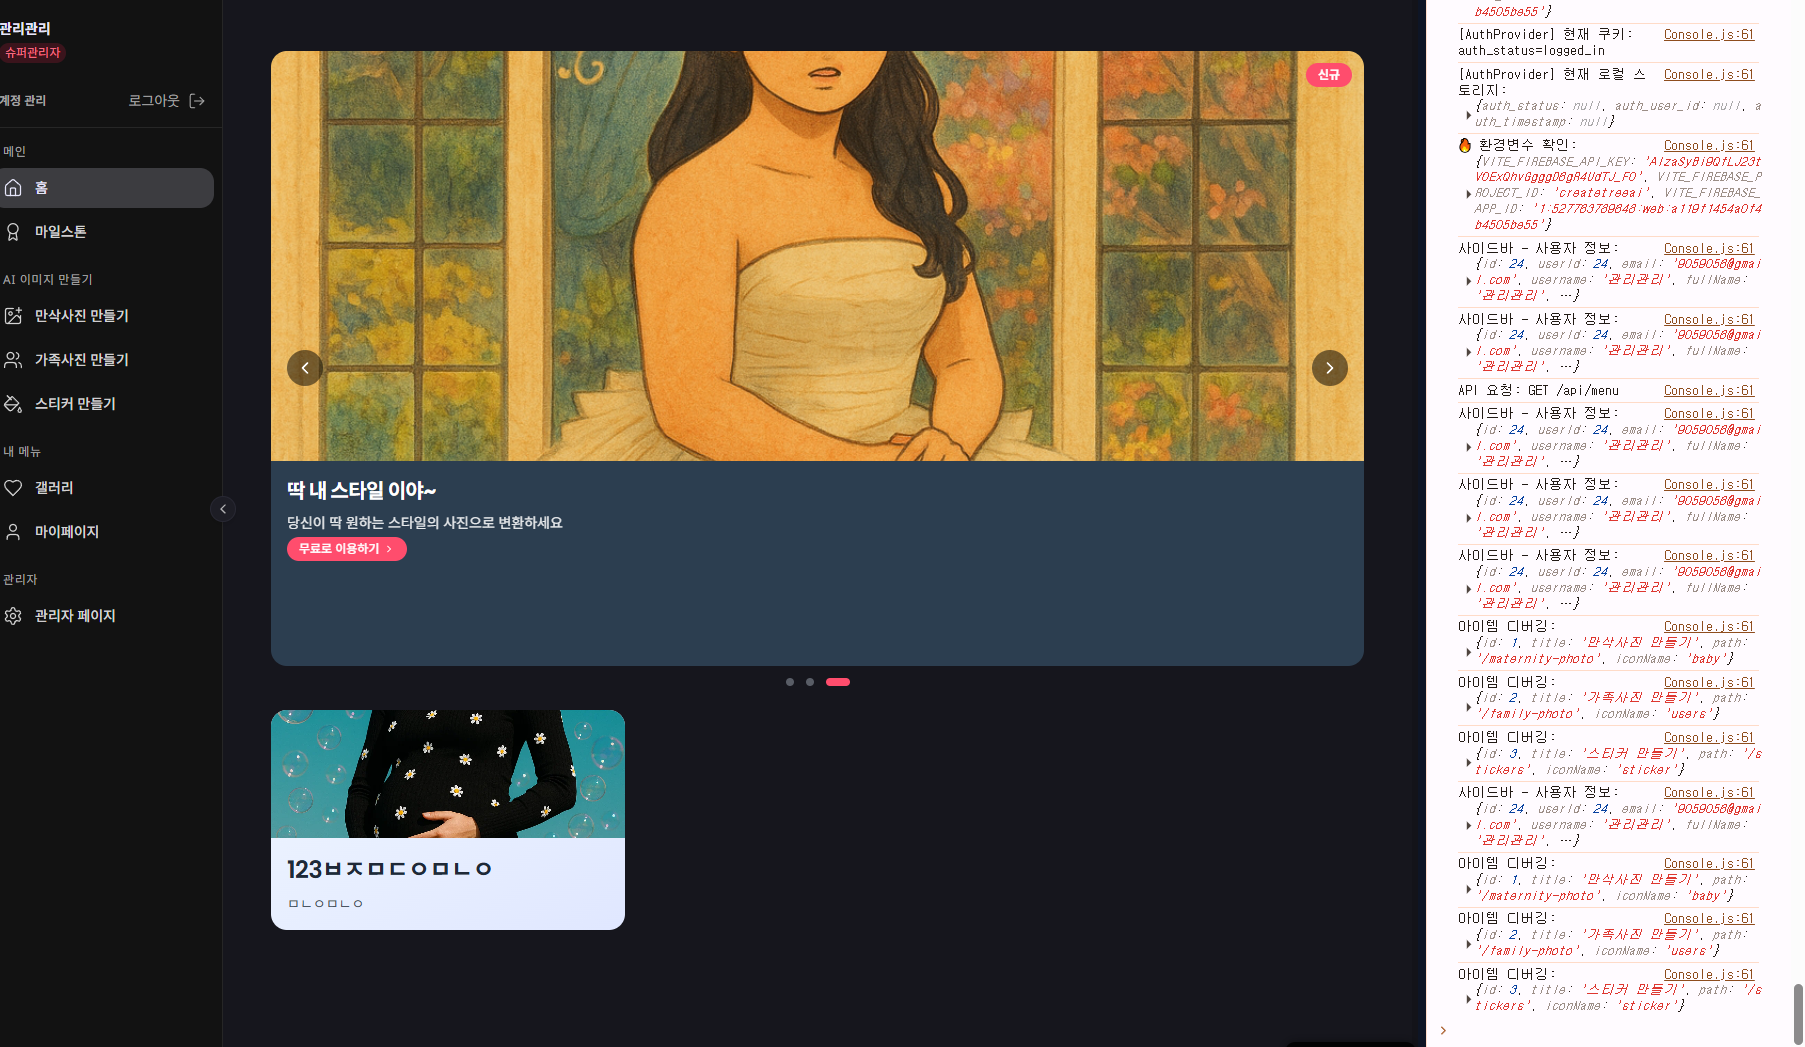 관리관리
슈퍼관리자
계정 관리
로그아웃
메인
홈
마일스톤
AI 이미지 만들기
만삭사진 만들기
가족사진 만들기
스티커 만들기
내 메뉴
갤러리
마이페이지
관리자
관리자 페이지
신규
딱 내 스타일 이야~
당신이 딱 원하는 스타일의 사진으로 변환하세요
무료로 이용하기
123ㅂㅈㅁㄷㅇㅁㄴㅇ
ㅁㄴㅇㅁㄴㅇ
b4505be55'}
[AuthProvider] 현재 쿠키: Console.js:61
auth_status=logged_in
[AuthProvider] 현재 로컬 스 Console.js:61
토리지:
{auth_status: null, auth_user_id: null, a
uth_timestamp: null}
🔥 환경변수 확인: Console.js:61
{VITE_FIREBASE_API_KEY:
ROJECT_ID: 'createtreeai', VITE_FIREBASE_
APP_ID: '1:527763789648:web:a119f1454a0f4
b4505be55'}
사이드바 - 사용자 정보: Console.js:61
{id: 24, userId: 24, email:
l.com', username: '관리관리', fullName:
'관리관리', …}
사이드바 - 사용자 정보: Console.js:61
{id: 24, userId: 24, email:
l.com', username: '관리관리', fullName:
'관리관리', …}
API 요청: GET /api/menu Console.js:61
사이드바 - 사용자 정보: Console.js:61
{id: 24, userId: 24, email:
l.com', username: '관리관리', fullName:
'관리관리', …}
사이드바 - 사용자 정보: Console.js:61
{id: 24, userId: 24, email:
l.com', username: '관리관리', fullName:
'관리관리', …}
사이드바 - 사용자 정보: Console.js:61
{id: 24, userId: 24, email:
l.com', username: '관리관리', fullName:
'관리관리', …}
아이템 디버깅: Console.js:61
{id: 1, title: '만삭사진 만들기', path:
'/maternity-photo', iconName: 'baby'}
아이템 디버깅: Console.js:61
{id: 2, title: '가족사진 만들기', path:
'/family-photo', iconName: 'users'}
아이템 디버깅: Console.js:61
{id: 3, title: '스티커 만들기', path: '/s
tickers', iconName: 'sticker'}
사이드바 - 사용자 정보: Console.js:61
{id: 24, userId: 24, email:
l.com', username: '관리관리', fullName:
'관리관리', …}
아이템 디버깅: Console.js:61
{id: 1, title: '만삭사진 만들기', path:
'/maternity-photo', iconName: 'baby'}
아이템 디버깅: Console.js:61
{id: 2, title: '가족사진 만들기', path:
'/family-photo', iconName: 'users'}
아이템 디버깅: Console.js:61
{id: 3, title: '스티커 만들기', path: '/s
tickers', iconName: 'sticker'}